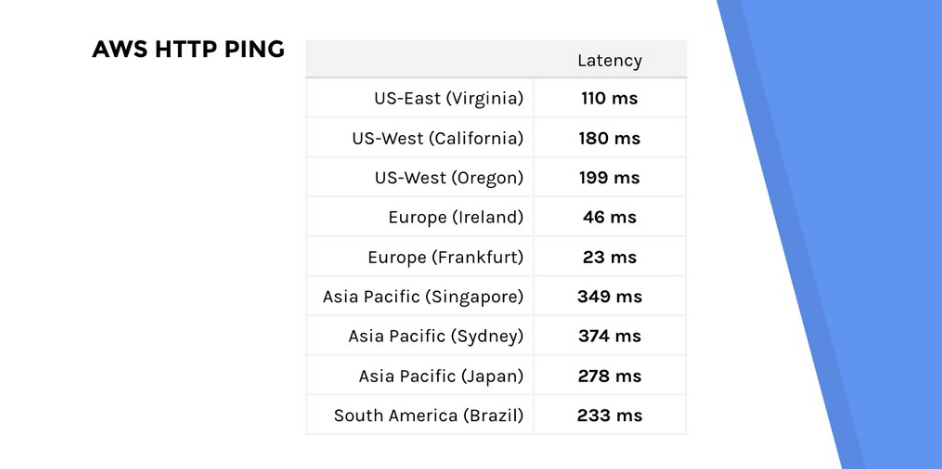 AWS HTTP PING
Latency
US-East (Virginia) 110 ms
US-West (California) 180 ms
US-West (Oregon) 199 ms
Europe (Ireland) 46 ms
Europe (Frankfurt) 23 ms
Asia Pacific (Singapore) 349 ms
Asia Pacific (Sydney) 374 ms
Asia Pacific (Japan) 278 ms
South America (Brazil) 233 ms